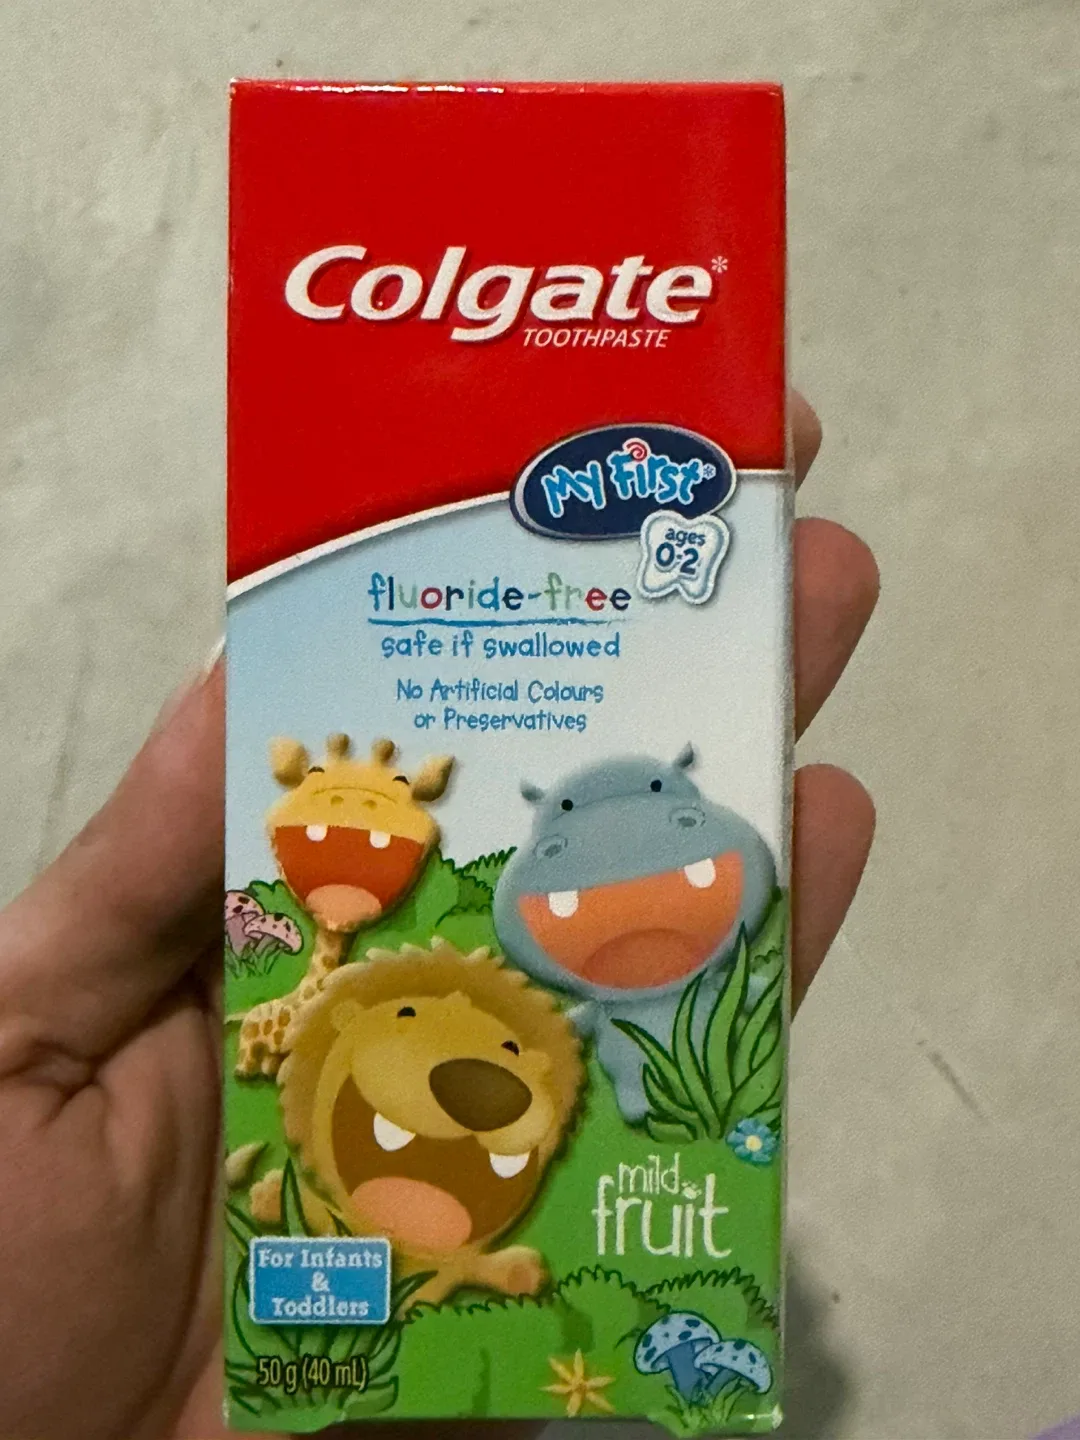 Colgate*
TOOTHPASTE
My First*
ages
0-2
fluoride-free
safe if swallowed
No Artificial Colours
or Preservatives
mild
fruit
For Infants
&
Toddlers
50 g (40 mL)